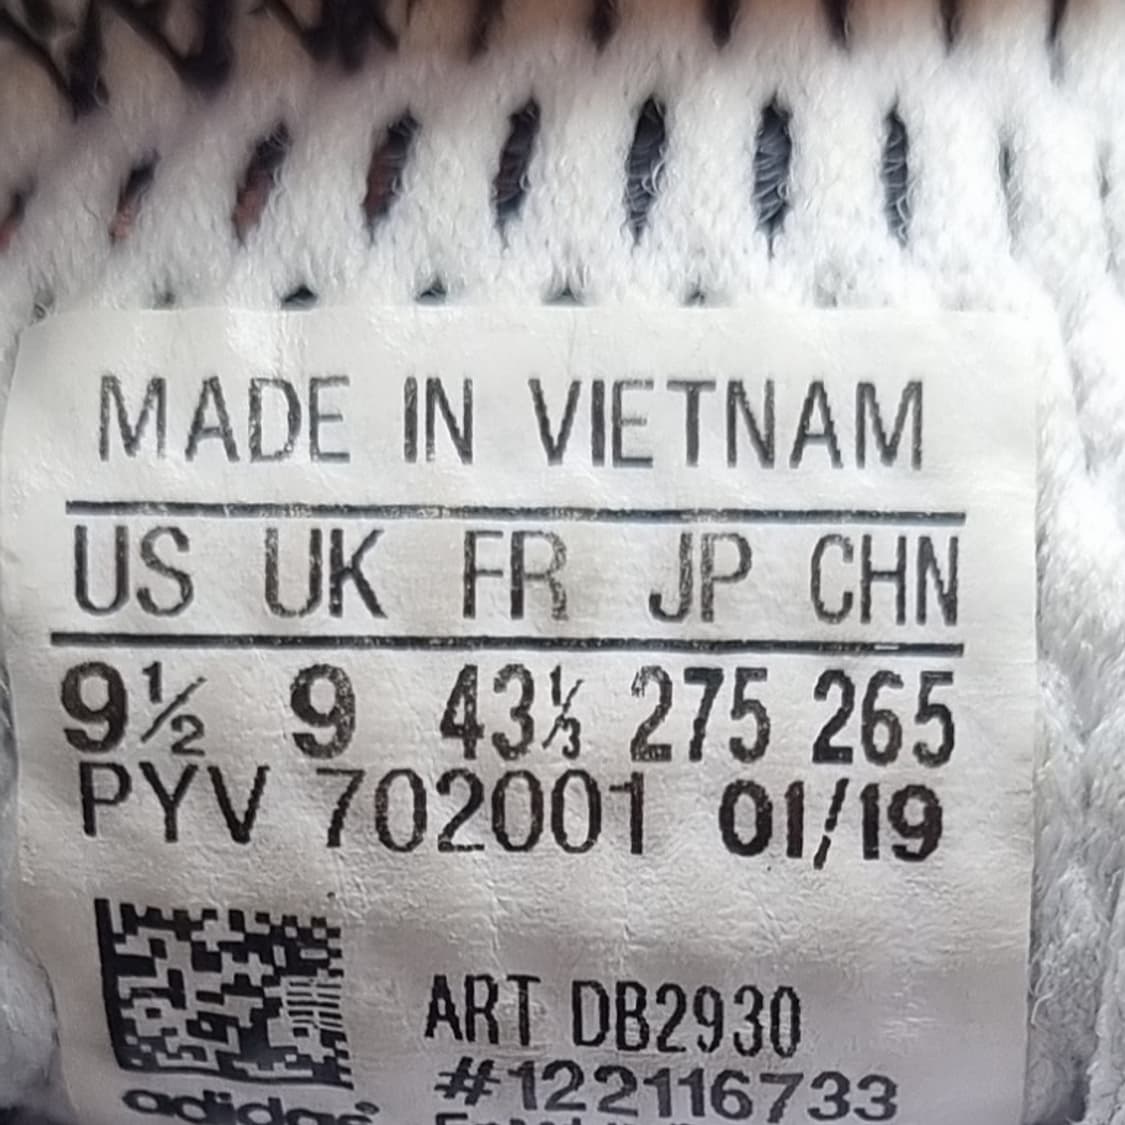 MADE IN VIETNAM
US UK FR JP CHN
9½ 9 43⅓ 275 265
PYV 702001 01/19
ART DB2930
#122116733
adidas